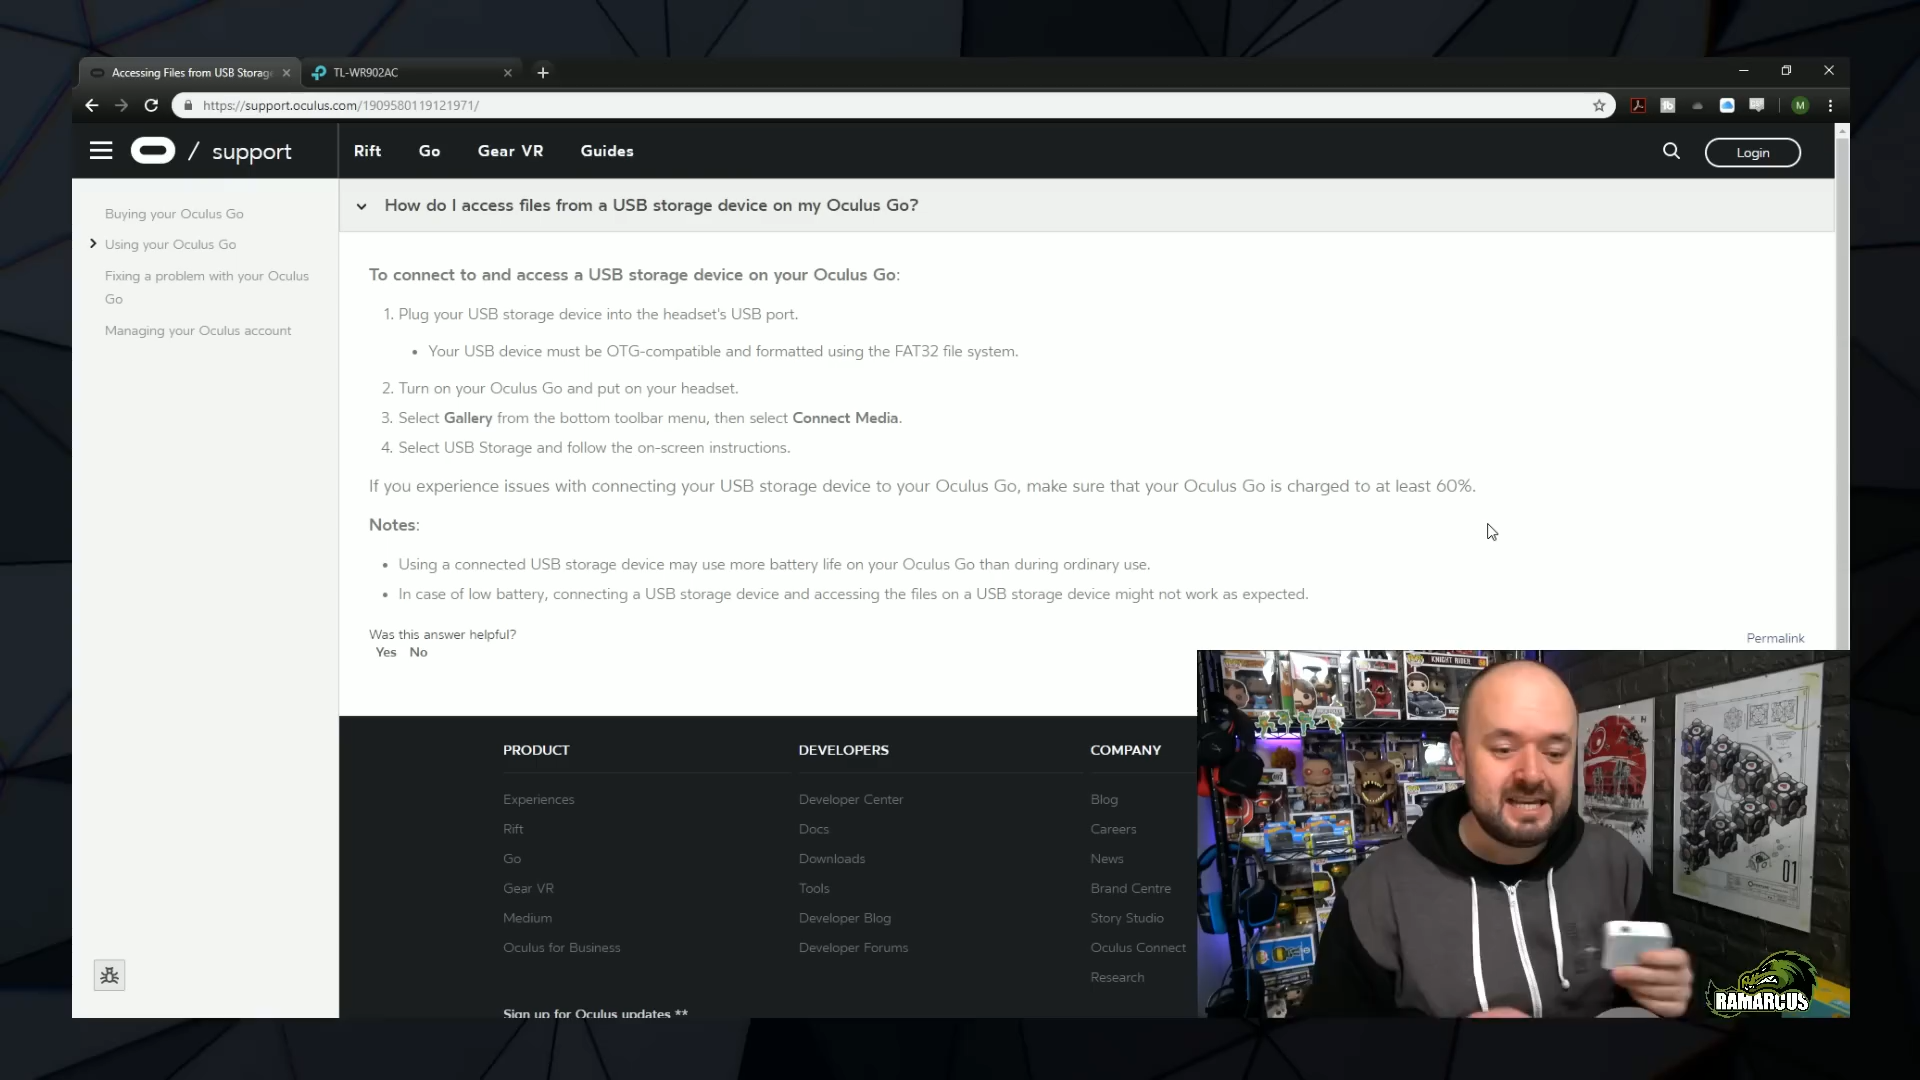 Accessing Files from USB Storag
TL-WR902AC
https://support.oculus.com/1909580119121971/
M
/ support
Rift
Go
Gear VR
Guides
Login
Buying your Oculus Go
Using your Oculus Go
Fixing a problem with your Oculus
Go
Managing your Oculus account
How do I access files from a USB storage device on my Oculus Go?
To connect to and access a USB storage device on your Oculus Go:
1. Plug your USB storage device into the headset's USB port.
• Your USB device must be OTG-compatible and formatted using the FAT32 file system.
2. Turn on your Oculus Go and put on your headset.
3. Select Gallery from the bottom toolbar menu, then select Connect Media.
4. Select USB Storage and follow the on-screen instructions.
If you experience issues with connecting your USB storage device to your Oculus Go, make sure that your Oculus Go is charged to at least 60%.
Notes:
• Using a connected USB storage device may use more battery life on your Oculus Go than during ordinary use.
• In case of low battery, connecting a USB storage device and accessing the files on a USB storage device might not work as expected.
Was this answer helpful?
Yes No
Permalink
PRODUCT
Experiences
Rift
Go
Gear VR
Medium
Oculus for Business
Sign up for Oculus updates **
DEVELOPERS
Developer Center
Docs
Downloads
Tools
Developer Blog
Developer Forums
COMPANY
Blog
Careers
News
Brand Centre
Story Studio
Oculus Connect
Research
KNIGHT RIDER
01
RAMARCUS